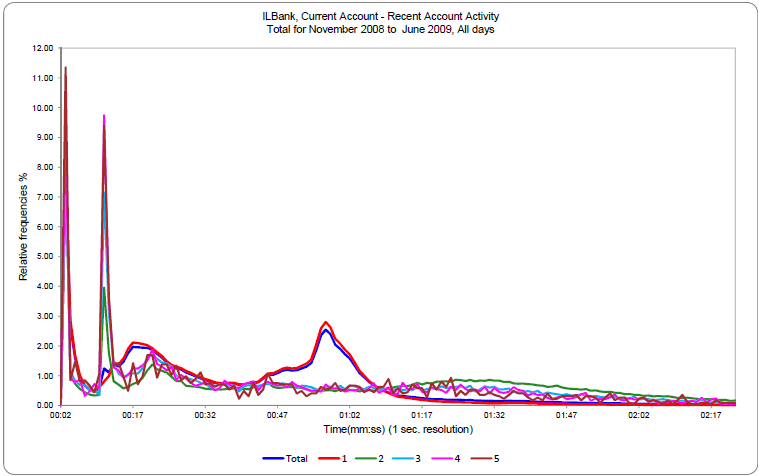 ILBank, Current Account - Recent Account Activity
Total for November 2008 to June 2009, All days
12.00
11.00
10.00
9.00
8.00
7.00
6.00
5.00
4.00
3.00
2.00
1.00
0.00
Relative frequencies %
00:02 00:17 00:32 00:47 01:02 01:17 01:32 01:47 02:02 02:17
Time(mm:ss) (1 sec. resolution)
Total 1 2 3 4 5